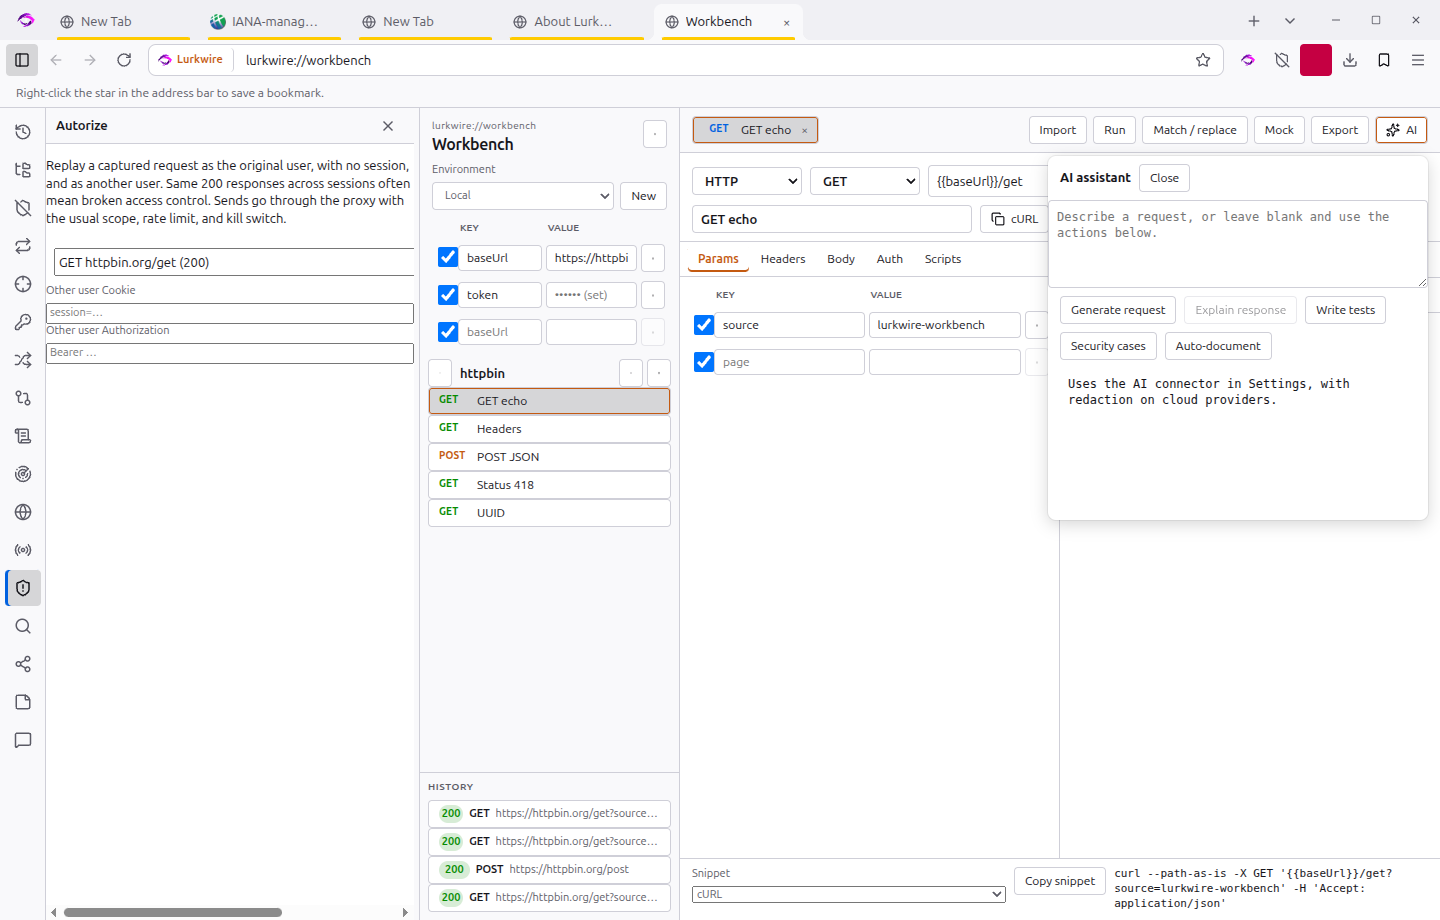 New Tab
IANA-manag...
New Tab
About Lurk...
Workbench
Lurkwire
lurkwire://workbench
Right-click the star in the address bar to save a bookmark.
Autorize
Replay a captured request as the original user, with no session,
and as another user. Same 200 responses across sessions often
mean broken access control. Sends go through the proxy with
the usual scope, rate limit, and kill switch.
GET httpbin.org/get (200)
Other user Cookie
session=...
Other user Authorization
Bearer ...
lurkwire://workbench
Workbench
Environment
Local
New
KEY VALUE
baseUrl https://httpbi
token •••••• (set)
baseUrl
httpbin
GET GET echo
GET Headers
POST POST JSON
GET Status 418
GET UUID
HISTORY
200 GET https://httpbin.org/get?source...
200 GET https://httpbin.org/get?source...
200 POST https://httpbin.org/post
200 GET https://httpbin.org/get?source...
GET GET echo
Import
Run
Match / replace
Mock
Export
AI
HTTP
GET
{{baseUrl}}/get
GET echo
cURL
Params
Headers
Body
Auth
Scripts
KEY VALUE
source lurkwire-workbench
page
AI assistant
Close
Describe a request, or leave blank and use the
actions below.
Generate request
Explain response
Write tests
Security cases
Auto-document
Uses the AI connector in Settings, with
redaction on cloud providers.
Snippet
cURL
Copy snippet
curl --path-as-is -X GET '{{baseUrl}}/get?
source=lurkwire-workbench' -H 'Accept:
application/json'